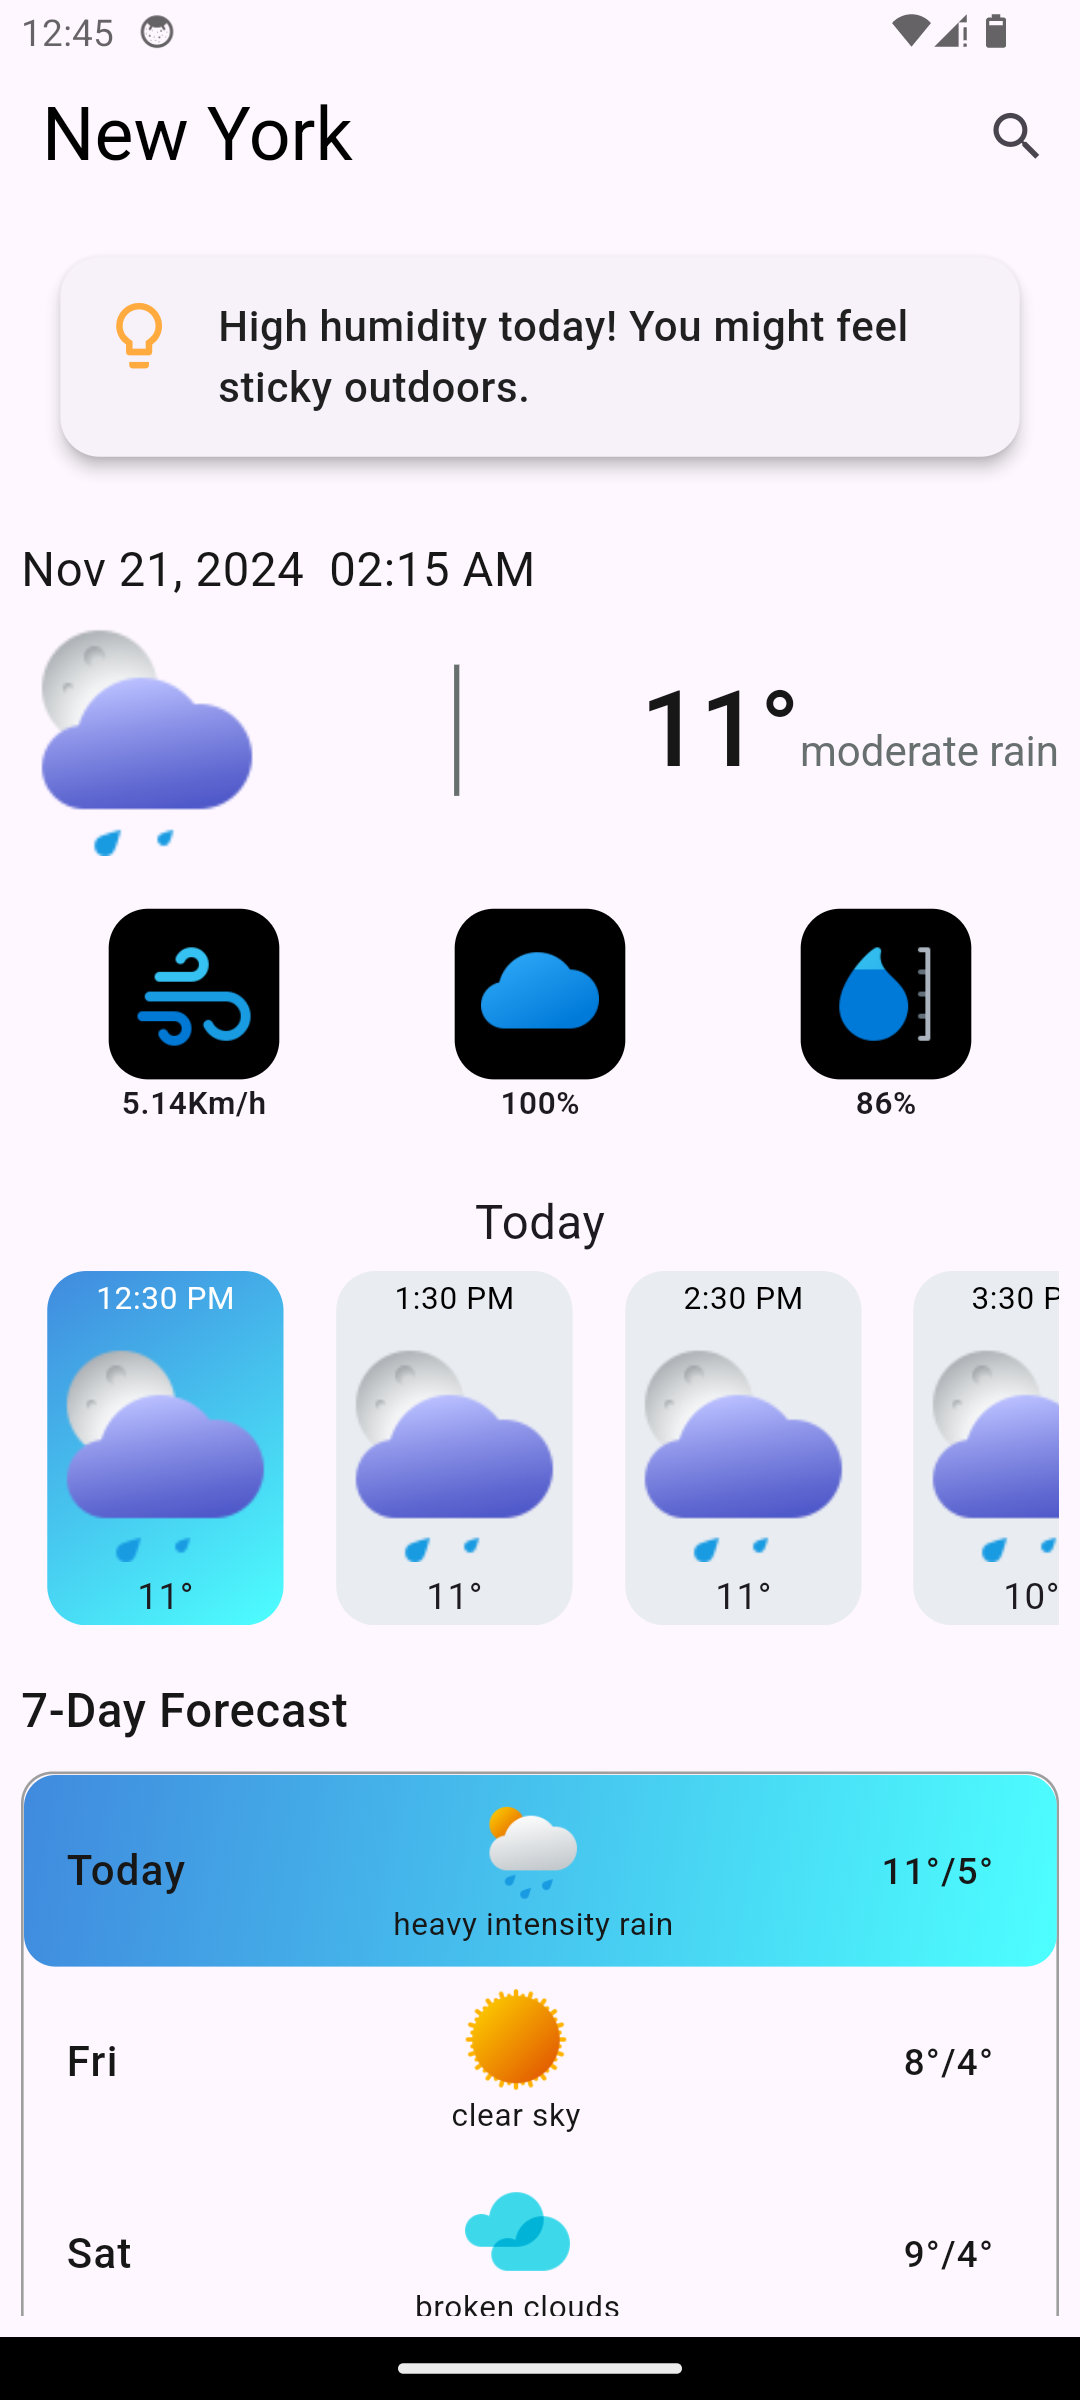 12:45
New York
High humidity today! You might feel
sticky outdoors.
Nov 21, 2024 02:15 AM
11° moderate rain
5.14Km/h 100% 86%
Today
12:30 PM 1:30 PM 2:30 PM 3:30 P
11° 11° 11° 10°
7-Day Forecast
Today 11°/5°
heavy intensity rain
Fri 8°/4°
clear sky
Sat 9°/4°
broken clouds